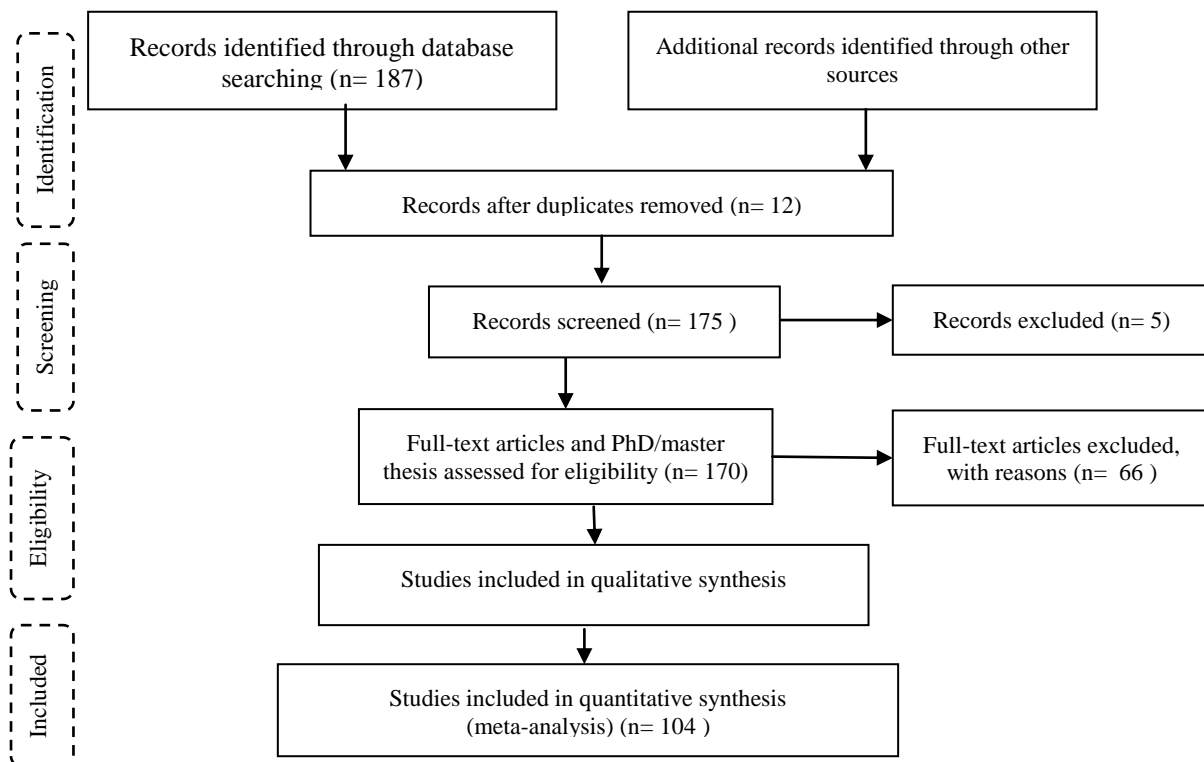 Identification
Records identified through database
searching (n= 187)
Additional records identified through other
sources
Records after duplicates removed (n= 12)
Screening
Records screened (n= 175 )
Records excluded (n= 5)
Eligibility
Full-text articles and PhD/master
thesis assessed for eligibility (n= 170)
Full-text articles excluded,
with reasons (n=  66 )
Studies included in qualitative synthesis
Included
Studies included in quantitative synthesis
(meta-analysis) (n= 104 )